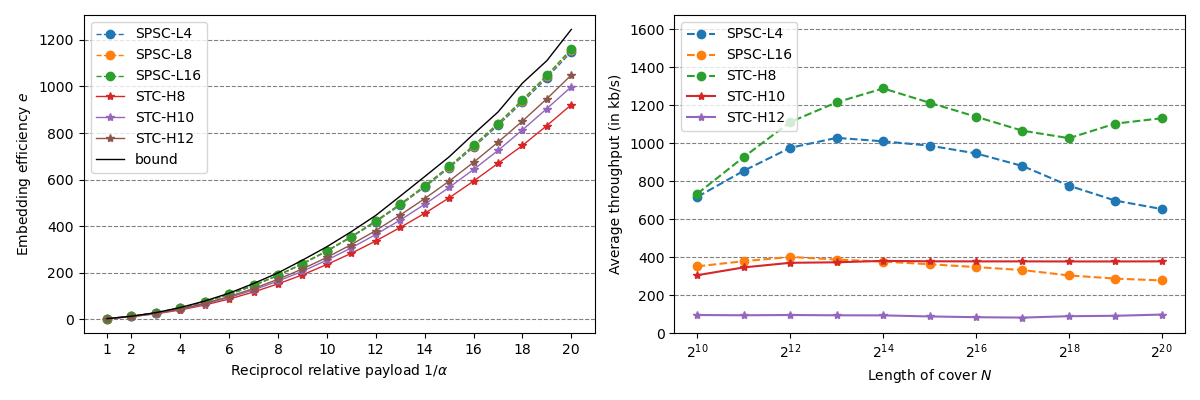 SPSC-L4
SPSC-L8
SPSC-L16
STC-H8
STC-H10
STC-H12
bound
Embedding efficiency e
0
200
400
600
800
1000
1200
1 2 4 6 8 10 12 14 16 18 20
Reciprocol relative payload 1/α
SPSC-L4
SPSC-L16
STC-H8
STC-H10
STC-H12
Average throughput (in kb/s)
0
200
400
600
800
1000
1200
1400
1600
2^10 2^12 2^14 2^16 2^18 2^20
Length of cover N